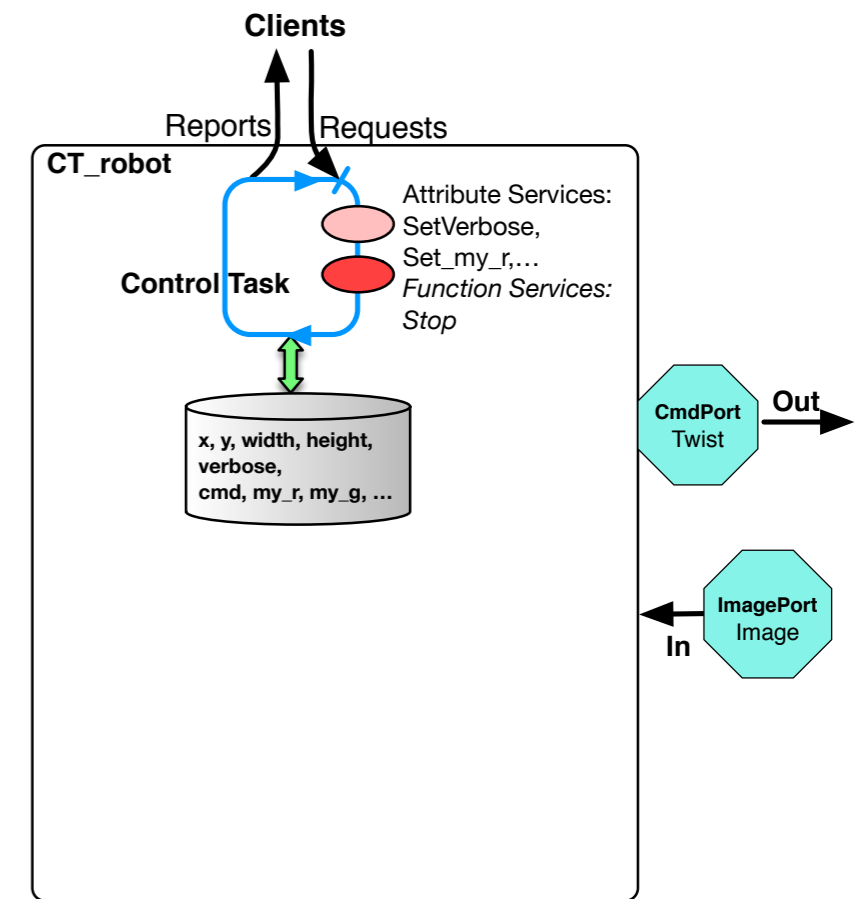 Clients
Reports
Requests
CT_robot
Control Task
Attribute Services:
SetVerbose,
Set_my_r,…
Function Services:
Stop
x, y, width, height,
verbose,
cmd, my_r, my_g, …
CmdPort
Twist
Out
ImagePort
Image
In